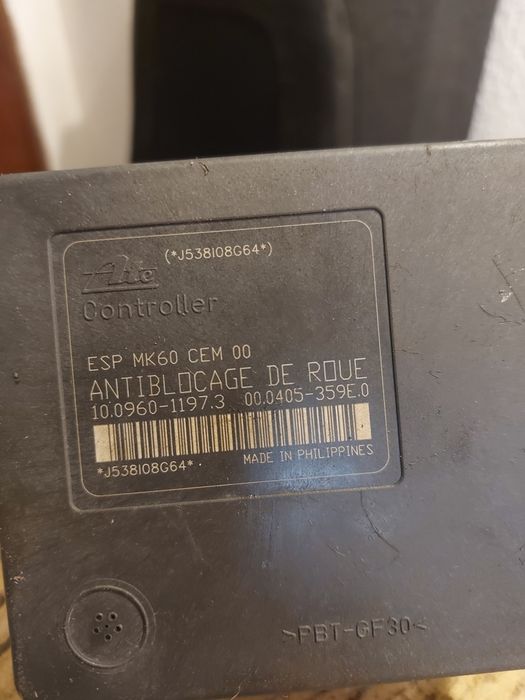 (*J538I08G64*)
Ate
Controller
ESP MK60 CEM 00
ANTIBLOCAGE DE ROUE
10.0960-1197.3 00.0405-359E.0
*J538I08G64*
MADE IN PHILIPPINES
>PBT-GF30<